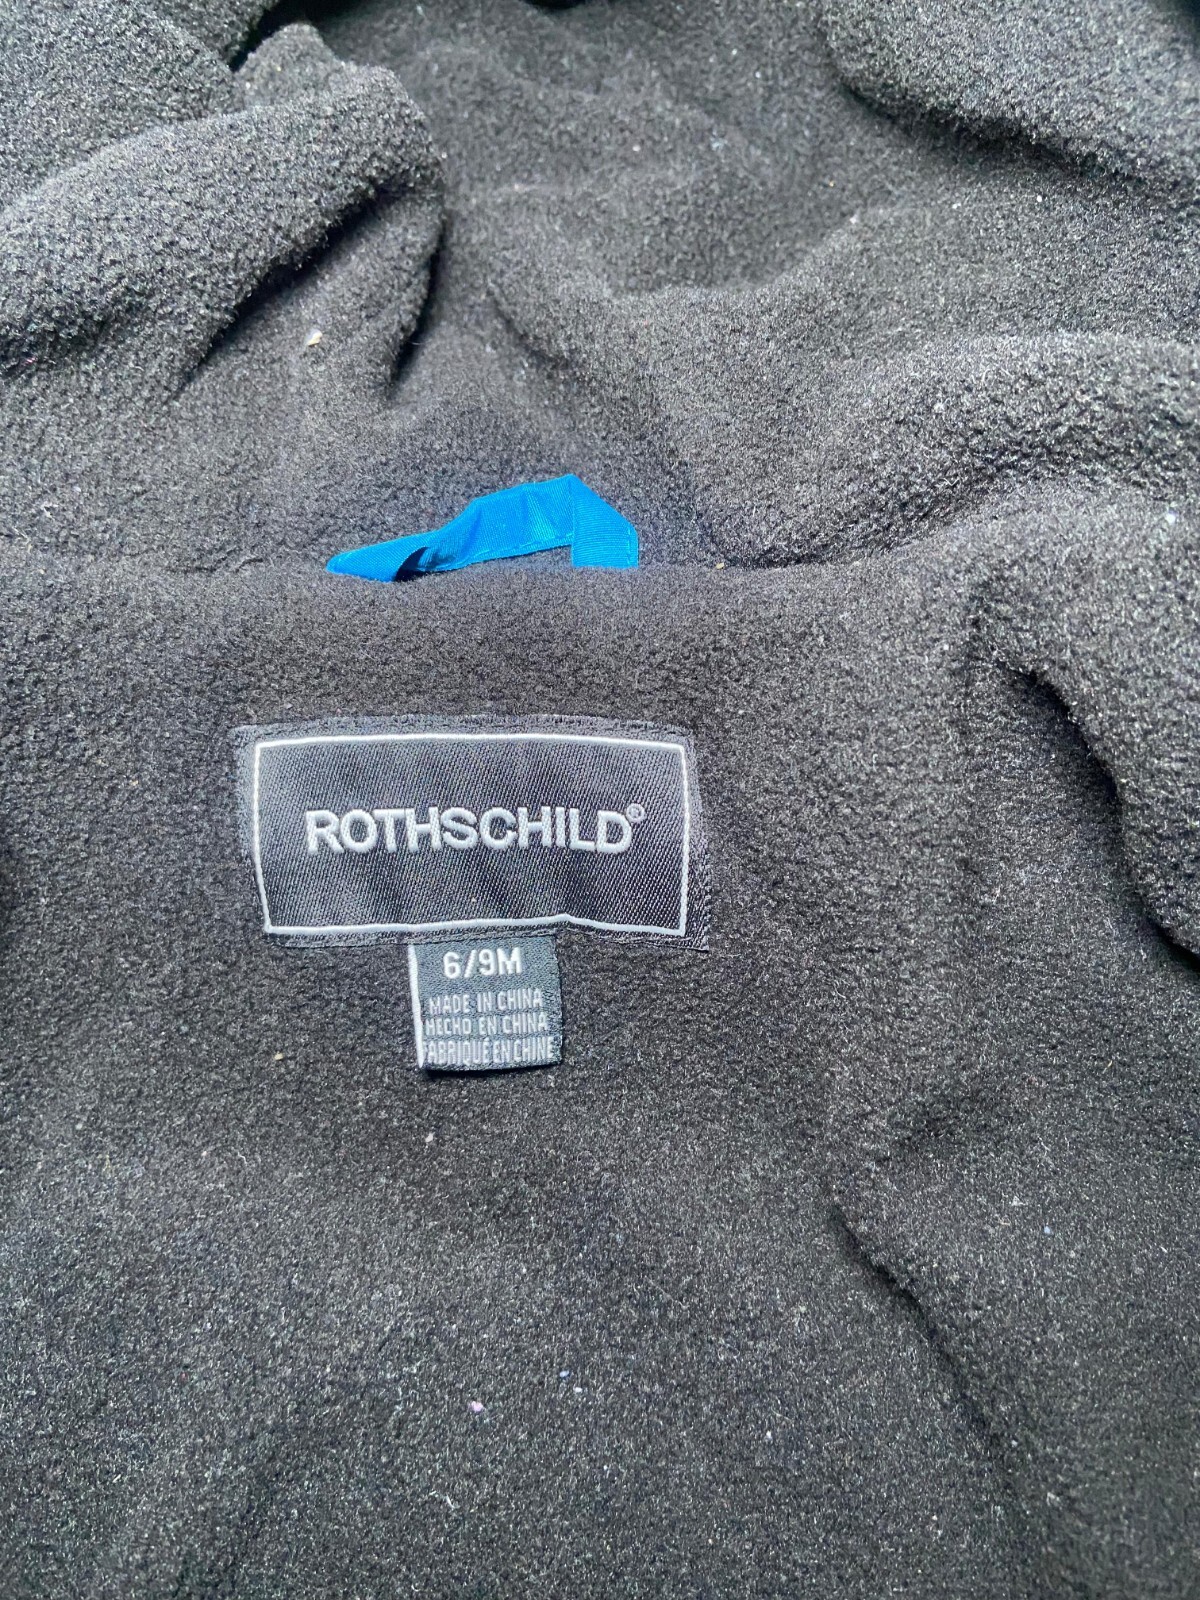 ROTHSCHILD®
6/9M
MADE IN CHINA
HECHO EN CHINA
FABRIQUÉ EN CHINE